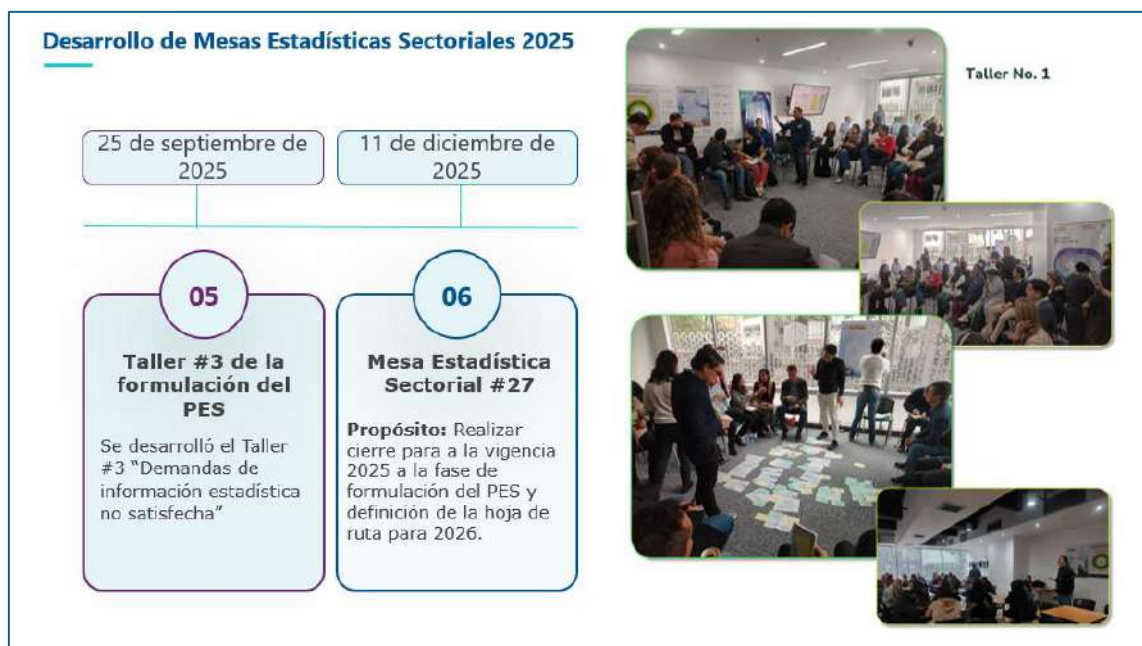 Desarrollo de Mesas Estadísticas Sectoriales 2025
Taller No. 1
25 de septiembre de
2025
11 de diciembre de
2025
05
Taller #3 de la
formulación del
PES
Se desarrolló el Taller
#3 "Demandas de
información estadística
no satisfecha"
06
Mesa Estadística
Sectorial #27
Propósito: Realizar
cierre para a la vigencia
2025 a la fase de
formulación del PES y
definición de la hoja de
ruta para 2026.